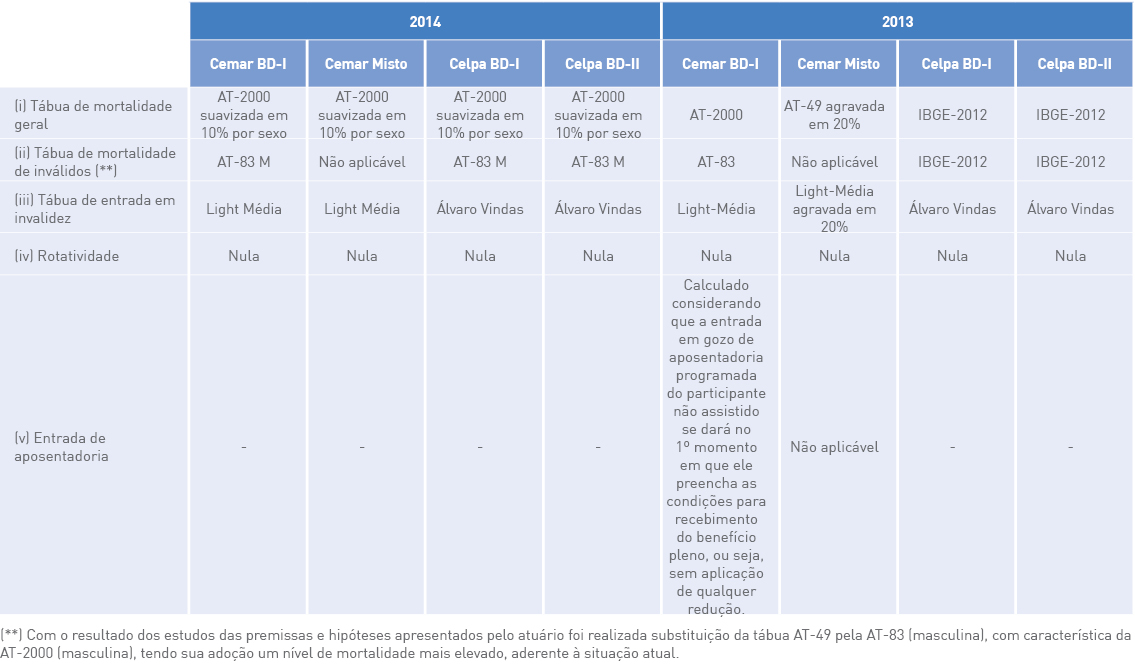 2014 2013
Cemar BD-I Cemar Misto Celpa BD-I Celpa BD-II Cemar BD-I Cemar Misto Celpa BD-I Celpa BD-II
(i) Tábua de mortalidade
geral
AT-2000
suavizada em
10% por sexo
AT-2000
suavizada em
10% por sexo
AT-2000
suavizada em
10% por sexo
AT-2000
suavizada em
10% por sexo
AT-2000
AT-49 agravada
em 20%
IBGE-2012
IBGE-2012
(ii) Tábua de mortalidade
de inválidos (**)
AT-83 M
Não aplicável
AT-83 M
AT-83 M
AT-83
Não aplicável
IBGE-2012
IBGE-2012
(iii) Tábua de entrada em
invalidez
Light Média
Light Média
Álvaro Vindas
Álvaro Vindas
Light-Média
Light-Média
agravada em
20%
Álvaro Vindas
Álvaro Vindas
(iv) Rotatividade
Nula
Nula
Nula
Nula
Nula
Nula
Nula
Nula
(v) Entrada de
aposentadoria
-
-
-
-
Calculado
considerando
que a entrada
em gozo de
aposentadoria
programada
do participante
não assistido
se dará no
1º momento
em que ele
preencha as
condições para
recebimento
do benefício
pleno, ou seja,
sem aplicação
de qualquer
redução.
Não aplicável
-
-
(**) Com o resultado dos estudos das premissas e hipóteses apresentados pelo atuário foi realizada substituição da tábua AT-49 pela AT-83 (masculina), com característica da
AT-2000 (masculina), tendo sua adoção um nível de mortalidade mais elevado, aderente à situação atual.